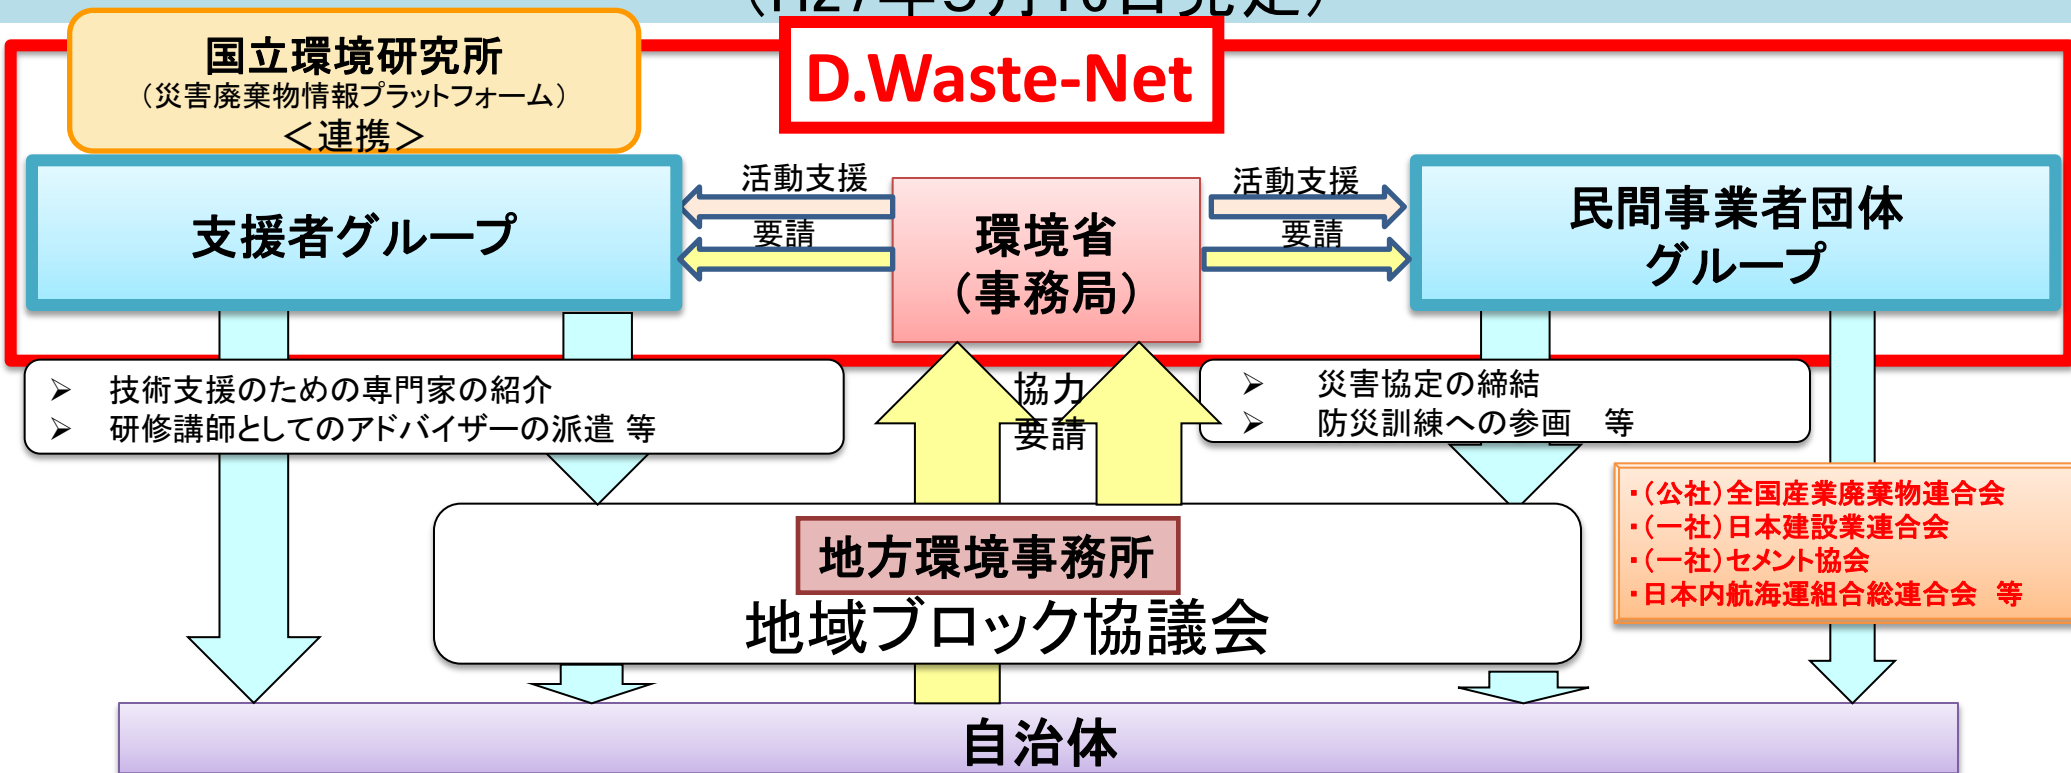 国立環境研究所
（災害廃棄物情報プラットフォーム）
＜連携＞
D.Waste-Net
支援者グループ
活動支援
要請
環境省
（事務局）
活動支援
要請
民間事業者団体
グループ
➢ 技術支援のための専門家の紹介
➢ 研修講師としてのアドバイザーの派遣 等
協力
要請
➢ 災害協定の締結
➢ 防災訓練への参画　等
・（公社）全国産業廃棄物連合会
・（一社）日本建設業連合会
・（一社）セメント協会
・日本内航海運組合総連合会　等
地方環境事務所
地域ブロック協議会
自治体